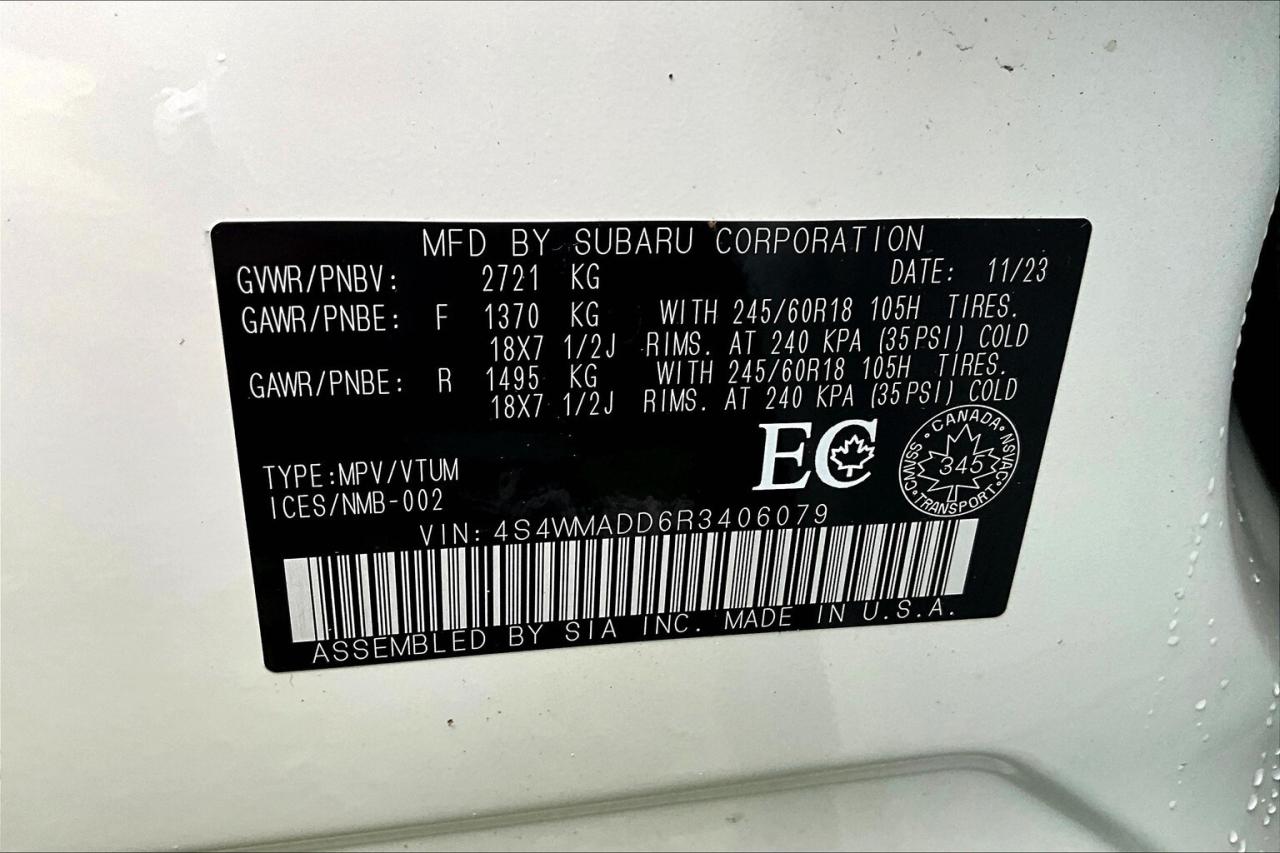 MFD BY SUBARU CORPORATION
GVWR/PNBV: 2721 KG DATE: 11/23
GAWR/PNBE: F 1370 KG WITH 245/60R18 105H TIRES.
18X7 1/2J RIMS. AT 240 KPA (35PSI) COLD
GAWR/PNBE: R 1495 KG WITH 245/60R18 105H TIRES.
18X7 1/2J RIMS. AT 240 KPA (35PSI) COLD
EC
CANADA · NSVAC · TRANSPORT · CMVSS ·
345
TYPE:MPV/VTUM
ICES/NMB-002
VIN: 4S4WMADD6R3406079
ASSEMBLED BY SIA INC. MADE IN U.S.A.